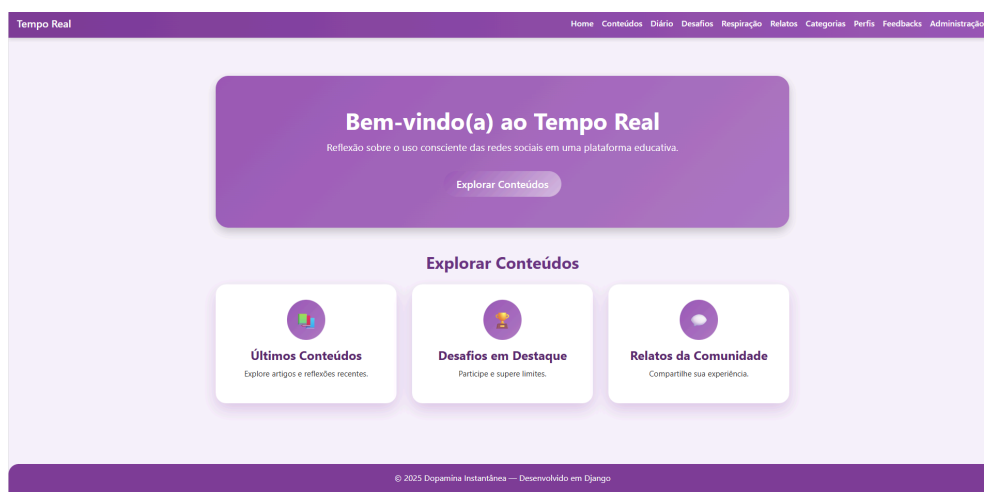 Tempo Real
Home Conteúdos Diário Desafios Respiração Relatos Categorias Perfis Feedbacks Administração
Bem-vindo(a) ao Tempo Real
Reflexão sobre o uso consciente das redes sociais em uma plataforma educativa.
Explorar Conteúdos
Explorar Conteúdos
Últimos Conteúdos
Explore artigos e reflexões recentes.
Desafios em Destaque
Participe e supere limites.
Relatos da Comunidade
Compartilhe sua experiência.
© 2025 Dopamina Instantânea — Desenvolvido em Django